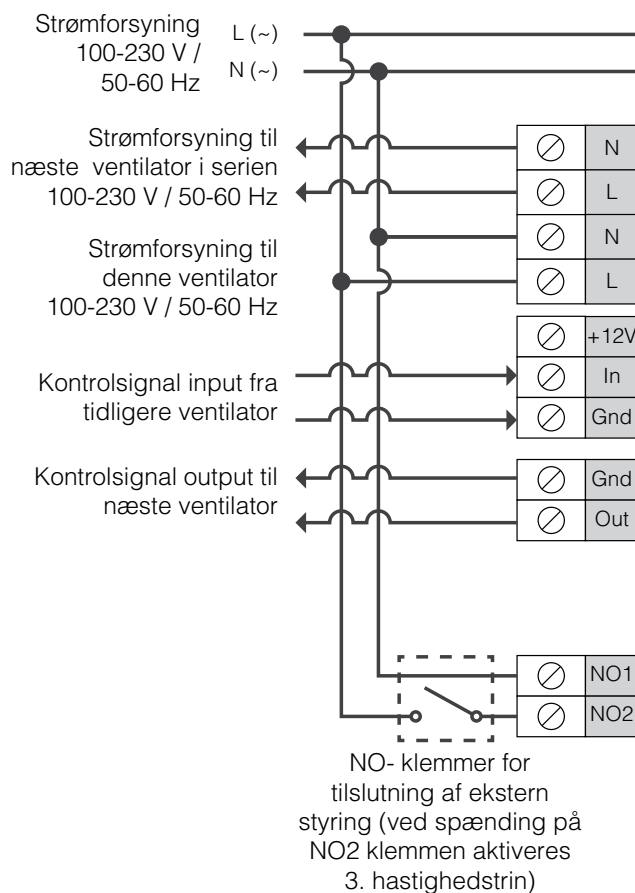 Strømforsyning
100-230 V /
50-60 Hz
L (~)
N (~)
Strømforsyning til
næste ventilator i serien
100-230 V / 50-60 Hz
N
L
Strømforsyning til
denne ventilator
100-230 V / 50-60 Hz
N
L
+12V
Kontrolsignal input fra
tidligere ventilator
In
Gnd
Kontrolsignal output til
næste ventilator
Gnd
Out
NO1
NO2
NO- klemmer for
tilslutning af ekstern
styring (ved spænding på
NO2 klemmen aktiveres
3. hastighedstrin)